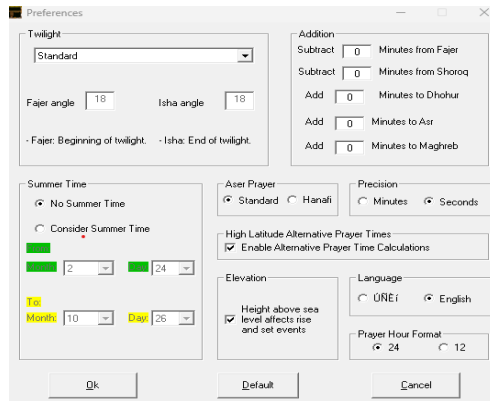 Preferences
Twilight
Standard
Fajer angle 18 Isha angle 18
- Fajer: Beginning of twilight. - Isha: End of twilight.
Addition
Subtract 0 Minutes from Fajer
Subtract 0 Minutes from Shoroq
Add 0 Minutes to Dhohur
Add 0 Minutes to Asr
Add 0 Minutes to Maghreb
Summer Time
No Summer Time
Consider Summer Time
2 24
To:
Month: 10 Day: 26
Aser Prayer
Standard Hanafi
Precision
Minutes Seconds
High Latitude Alternative Prayer Times
Enable Alternative Prayer Time Calculations
Elevation
Height above sea
level affects rise
and set events
Language
ÚÑÈí English
Prayer Hour Format
24 12
Ok Default Cancel